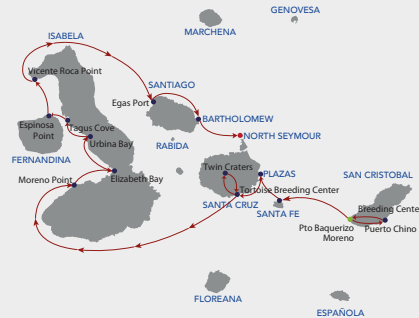 GENOVESA
MARCHENA
ISABELA
Vicente Roca Point
SANTIAGO
Egas Port
BARTHOLOMEW
Espinosa
Point
Tagus Cove
NORTH SEYMOUR
Urbina Bay
RABIDA
FERNANDINA
Twin Craters
PLAZAS
Moreno Point
Elizabeth Bay
SAN CRISTOBAL
Tortoise Breeding Center
SANTA CRUZ
SANTA FE
Breeding Cente
Pto Baquerizo
Moreno
Puerto Chino
FLOREANA
ESPAÑOLA